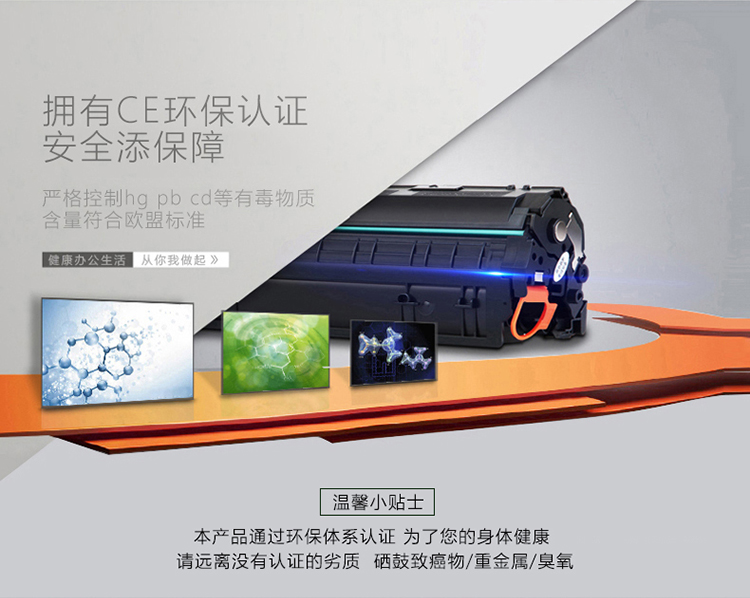 拥有CE环保认证
安全添保障
严格控制hg pb cd等有毒物质
含量符合欧盟标准
健康办公生活 从你我做起 »
温馨小贴士
本产品通过环保体系认证 为了您的身体健康
请远离没有认证的劣质 硒鼓致癌物/重金属/臭氧